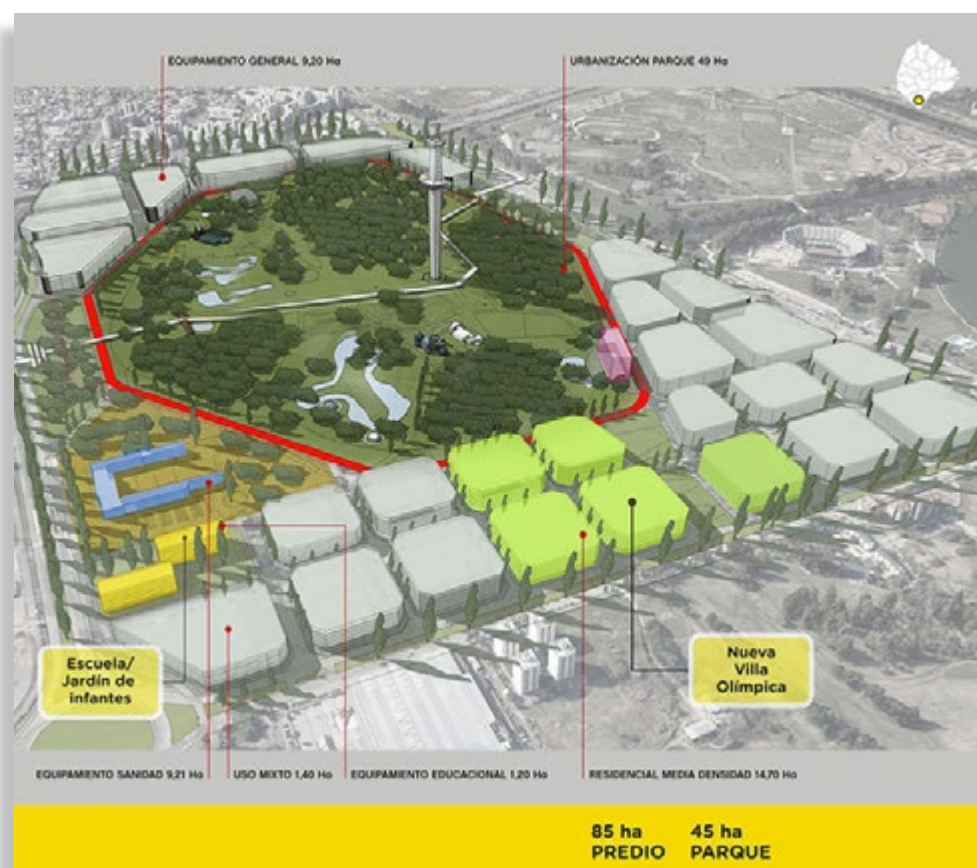 EQUIPAMIENTO GENERAL 9,20 Ha
URBANIZACIÓN PARQUE 49 Ha
Escuela/
Jardín de
infantes
Nueva
Villa
Olímpica
EQUIPAMIENTO SANIDAD 9,21 Ha
USO MIXTO 1,40 Ha
EQUIPAMIENTO EDUCACIONAL 1,20 Ha
RESIDENCIAL MEDIA DENSIDAD 14,70 Ha
85 ha
PREDIO
45 ha
PARQUE